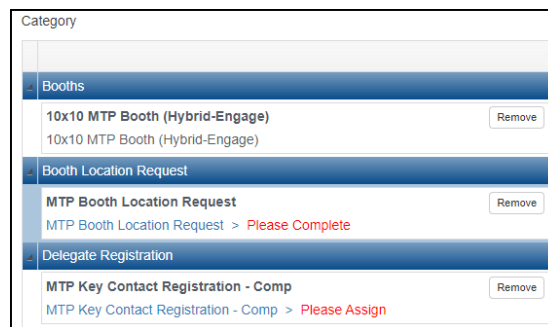 Category
Booths
10x10 MTP Booth (Hybrid-Engage)
Remove
10x10 MTP Booth (Hybrid-Engage)
Booth Location Request
MTP Booth Location Request
Remove
MTP Booth Location Request > Please Complete
Delegate Registration
MTP Key Contact Registration - Comp
Remove
MTP Key Contact Registration - Comp > Please Assign